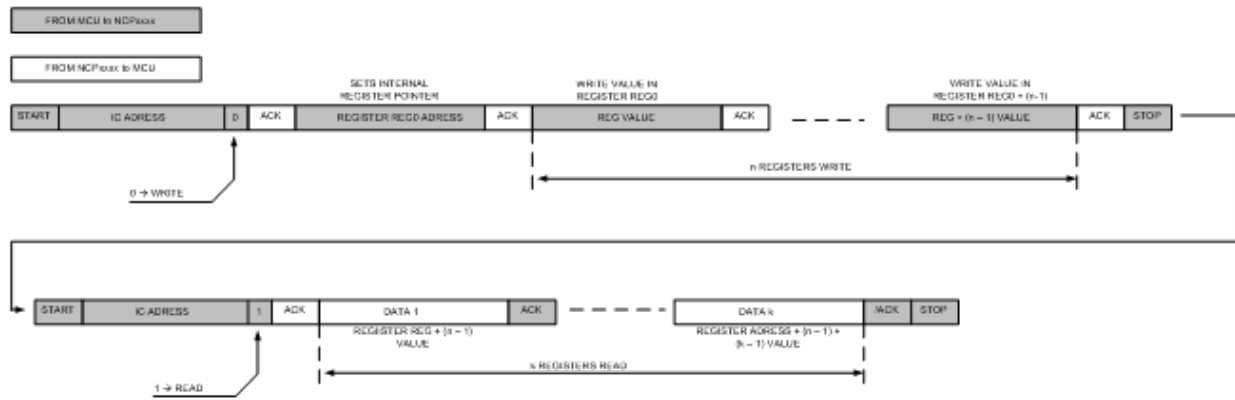 FROM MCU to NCPxxxx
FROM NCPxxxx to MCU
SETS INTERNAL
REGISTER POINTER
WRITE VALUE IN
REGISTER REG0
WRITE VALUE IN
REGISTER REG0 + (n-1)
START IC ADRESS 0 ACK REGISTER REG0 ADRESS ACK REG VALUE ACK REG + (n – 1) VALUE ACK STOP
n REGISTERS WRITE
0 → WRITE
START IC ADRESS 1 ACK DATA 1 ACK DATA k /ACK STOP
REGISTER REG + (n – 1)
VALUE
REGISTER ADRESS + (n – 1) +
(k – 1) VALUE
k REGISTERS READ
1 → READ